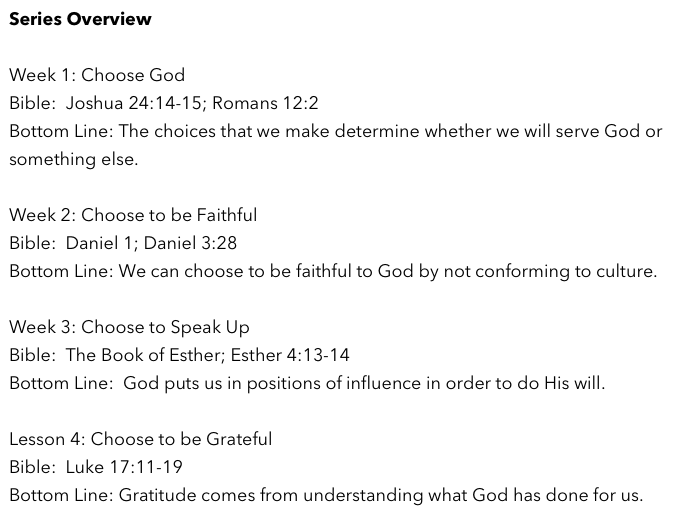 Series Overview
Week 1: Choose God
Bible:  Joshua 24:14-15; Romans 12:2
Bottom Line: The choices that we make determine whether we will serve God or
something else.
Week 2: Choose to be Faithful
Bible:  Daniel 1; Daniel 3:28
Bottom Line: We can choose to be faithful to God by not conforming to culture.
Week 3: Choose to Speak Up
Bible:  The Book of Esther; Esther 4:13-14
Bottom Line:  God puts us in positions of influence in order to do His will.
Lesson 4: Choose to be Grateful
Bible:  Luke 17:11-19
Bottom Line: Gratitude comes from understanding what God has done for us.